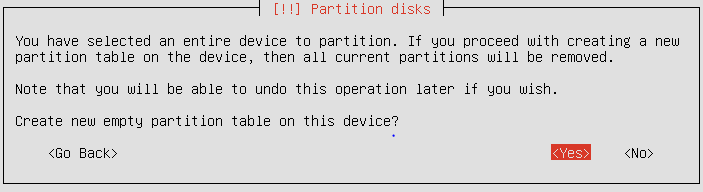 [!!] Partition disks
You have selected an entire device to partition. If you proceed with creating a new
partition table on the device, then all current partitions will be removed.
Note that you will be able to undo this operation later if you wish.
Create new empty partition table on this device?
<Go Back> <Yes> <No>